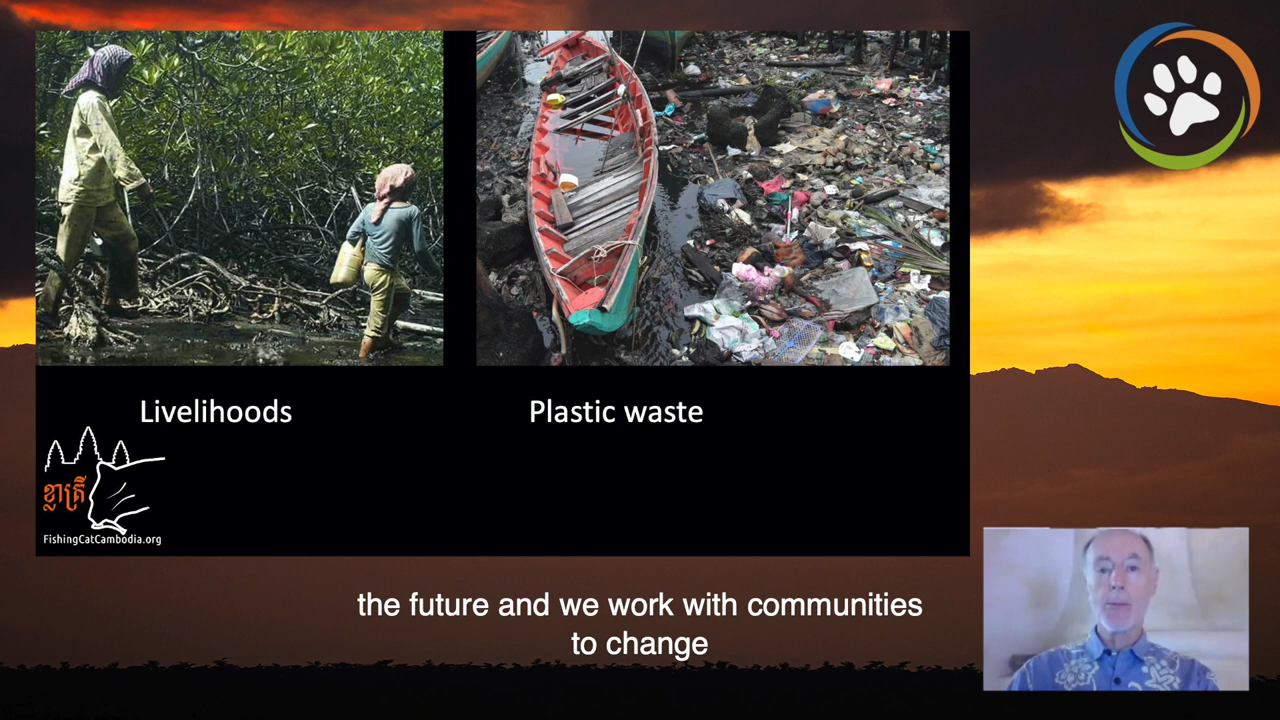 Livelihoods
Plastic waste
ខ្លាត្រី
FishingCatCambodia.org
the future and we work with communities
to change